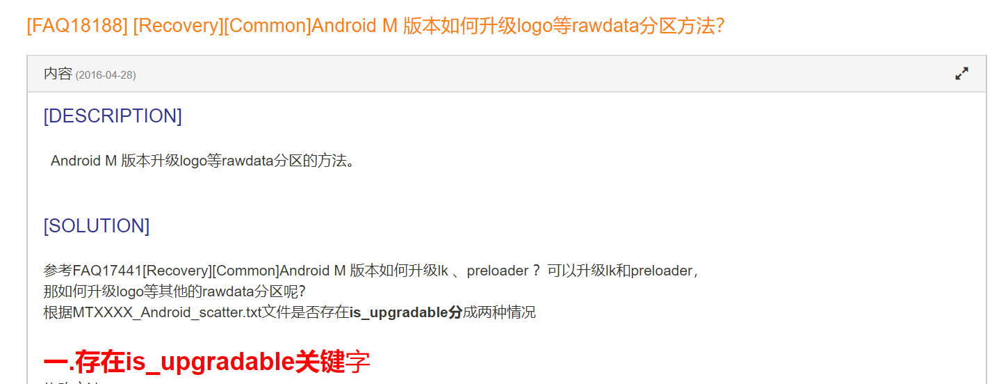 [FAQ18188] [Recovery][Common]Android M 版本如何升级logo等rawdata分区方法?
内容 (2016-04-28)
[DESCRIPTION]
Android M 版本升级logo等rawdata分区的方法。
[SOLUTION]
参考FAQ17441[Recovery][Common]Android M 版本如何升级lk 、preloader ？可以升级lk和preloader，
那如何升级logo等其他的rawdata分区呢?
根据MTXXXX_Android_scatter.txt文件是否存在is_upgradable分成两种情况
一.存在is_upgradable关键字